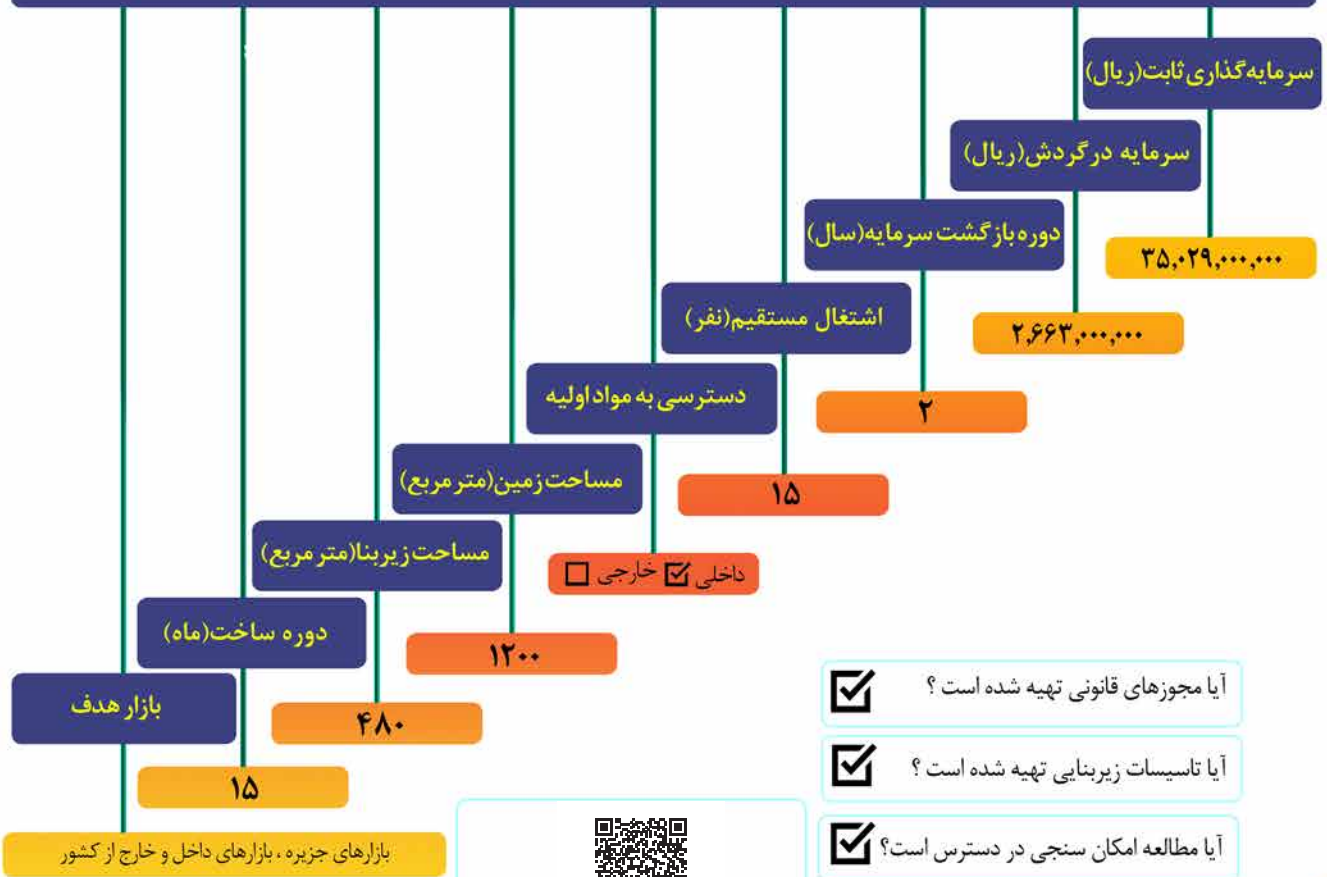 سرمایه‌گذاری ثابت(ریال)
۳۵,۰۲۹,۰۰۰,۰۰۰
سرمایه در گردش(ریال)
۲,۶۶۳,۰۰۰,۰۰۰
دوره بازگشت سرمایه(سال)
۲
اشتغال مستقیم(نفر)
۱۵
دسترسی به مواد اولیه
داخلی ☑ خارجی ☐
مساحت زمین(متر مربع)
۱۲۰۰
مساحت زیربنا(متر مربع)
۴۸۰
دوره ساخت(ماه)
۱۵
بازار هدف
بازارهای جزیره ، بازارهای داخل و خارج از کشور
آیا مجوزهای قانونی تهیه شده است ؟ ☑
آیا تاسیسات زیربنایی تهیه شده است ؟ ☑
آیا مطالعه امکان سنجی در دسترس است؟ ☑